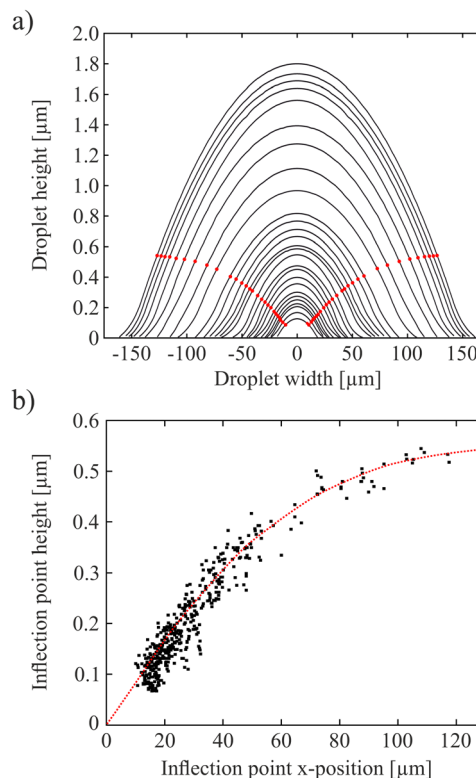 a)
Droplet height [µm]
2.0
1.8
1.6
1.4
1.2
1.0
0.8
0.6
0.4
0.2
0
-150 -100 -50 0 50 100 150
Droplet width [µm]
b)
Inflection point height [µm]
0.6
0.5
0.4
0.3
0.2
0.1
0
0 20 40 60 80 100 120
Inflection point x-position [µm]